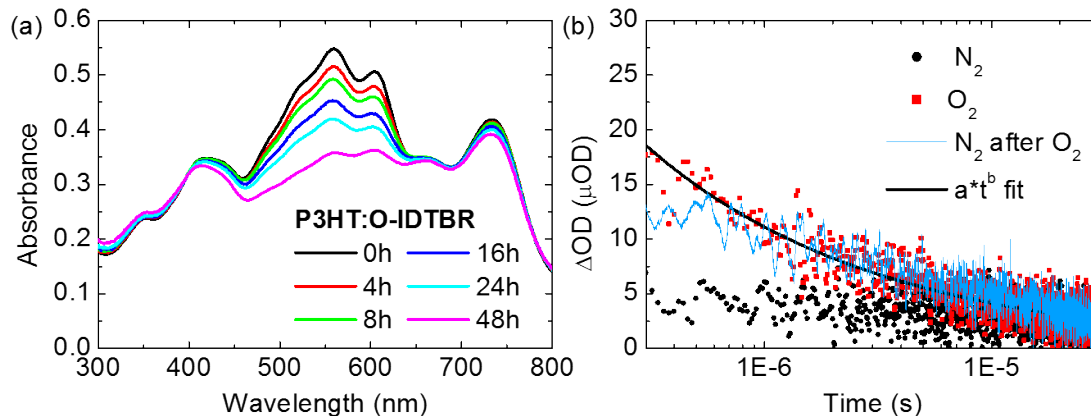 (a)
0.6
0.5
0.4
0.3
0.2
0.1
0.0
Absorbance
300 400 500 600 700 800
Wavelength (nm)
P3HT:O-IDTBR
0h 16h
4h 24h
8h 48h
(b)
30
25
20
15
10
5
0
ΔOD (μOD)
1E-6 1E-5
Time (s)
N₂
O₂
N₂ after O₂
a*tᵇ fit